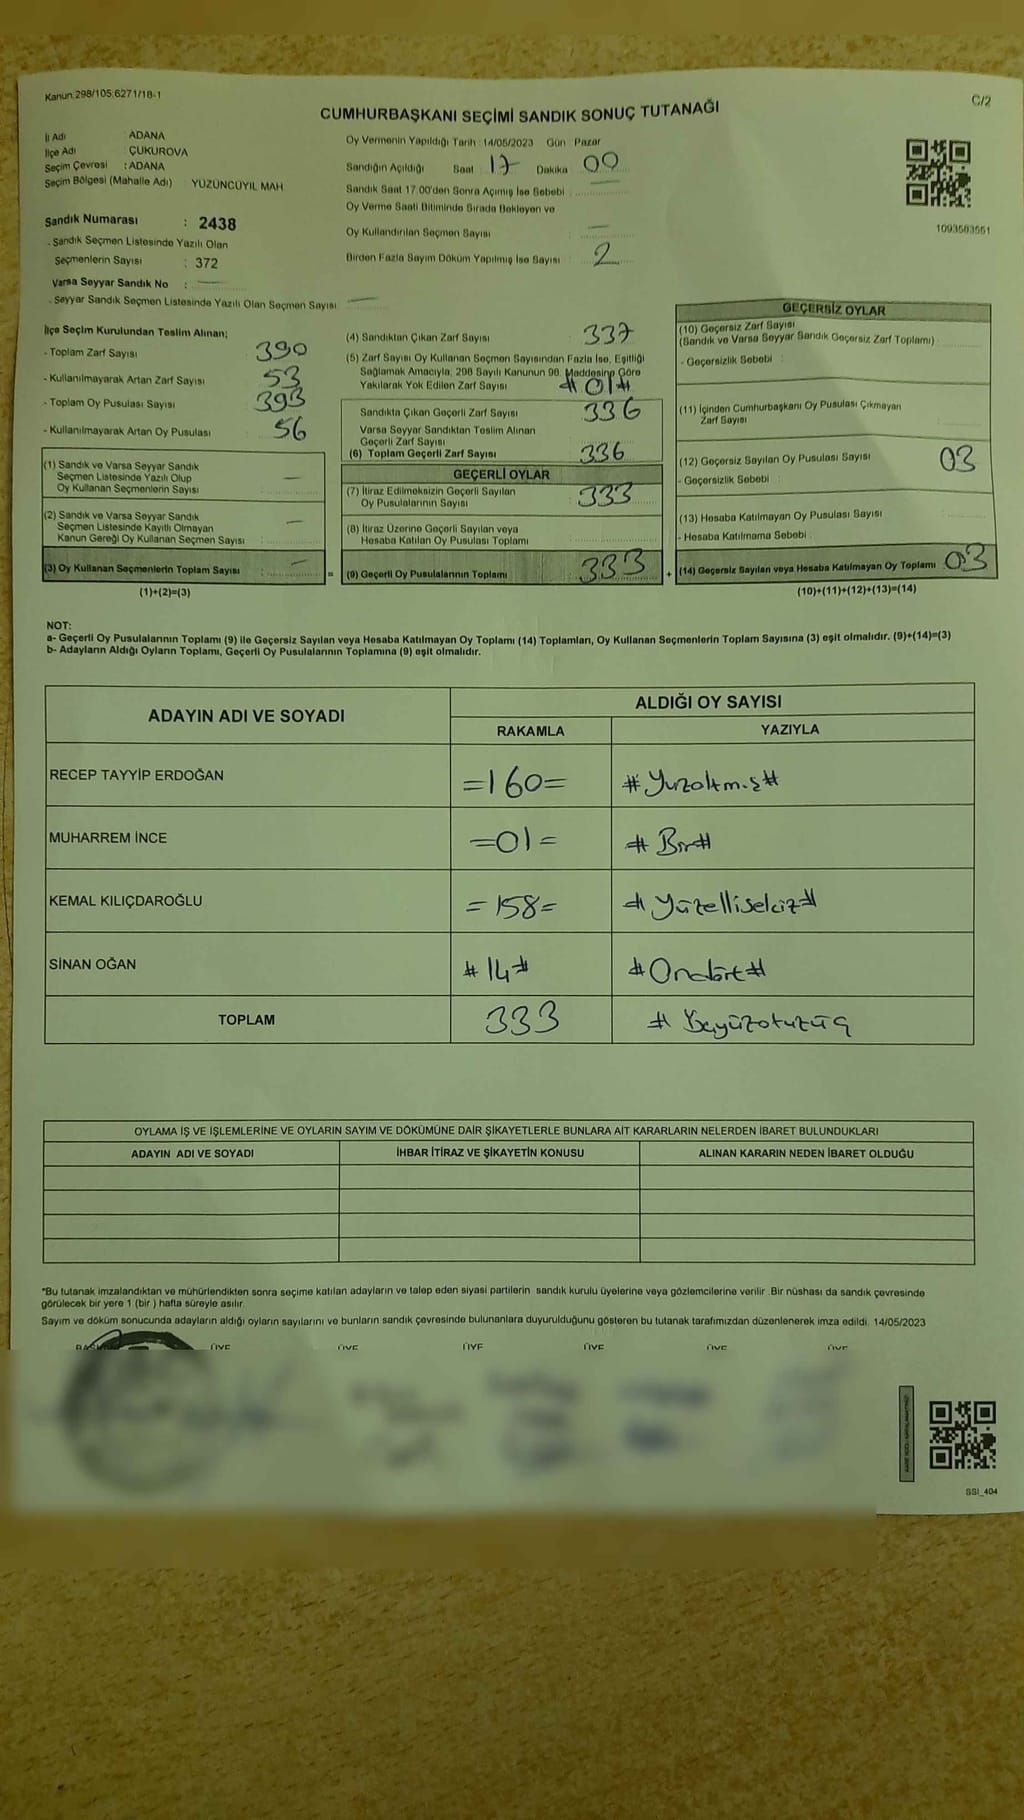 Kanun 298/105,6271/18-1
C/2
CUMHURBAŞKANI SEÇİMİ SANDIK SONUÇ TUTANAĞI
İl Adı ADANA
İlçe Adı ÇUKUROVA
Seçim Çevresi : ADANA
Seçim Bölgesi (Mahalle Adı) YÜZÜNCÜYIL MAH
Sandık Numarası : 2438
. Sandık Seçmen Listesinde Yazılı Olan
Seçmenlerin Sayısı : 372
Varsa Seyyar Sandık No : —
. Seyyar Sandık Seçmen Listesinde Yazılı Olan Seçmen Sayısı —
Oy Vermenin Yapıldığı Tarih : 14/05/2023 Gün Pazar
Sandığın Açıldığı Saat 17 Dakika 00
Sandık Saat 17:00'den Sonra Açımış İse Sebebi —
Oy Verme Saati Bitiminde Sırada Bekleyen ve
Oy Kullandırılan Seçmen Sayısı : —
Birden Fazla Sayım Döküm Yapılmış İse Sayısı : 2
1093503551
İlçe Seçim Kurulundan Teslim Alınan;
- Toplam Zarf Sayısı : 390
- Kullanılmayarak Artan Zarf Sayısı : 53
- Toplam Oy Pusulası Sayısı : 393
- Kullanılmayarak Artan Oy Pusulası : 56
(1) Sandık ve Varsa Seyyar Sandık
Seçmen Listesinde Yazılı Olup
Oy Kullanan Seçmenlerin Sayısı : —
(2) Sandık ve Varsa Seyyar Sandık
Seçmen Listesinde Kayıtlı Olmayan
Kanun Gereği Oy Kullanan Seçmen Sayısı : —
(3) Oy Kullanan Seçmenlerin Toplam Sayısı : — =
(1)+(2)=(3)
(4) Sandıktan Çıkan Zarf Sayısı : 337
(5) Zarf Sayısı Oy Kullanan Seçmen Sayısından Fazla İse, Eşitliği
Sağlamak Amacıyla, 298 Sayılı Kanunun 98. Maddesine Göre
Yakılarak Yok Edilen Zarf Sayısı #01#
Sandıkta Çıkan Geçerli Zarf Sayısı : 336
Varsa Seyyar Sandıktan Teslim Alınan
Geçerli Zarf Sayısı
(6) Toplam Geçerli Zarf Sayısı : 336
GEÇERLİ OYLAR
(7) İtiraz Edilmeksizin Geçerli Sayılan
Oy Pusulalarının Sayısı : 333
(8) İtiraz Üzerine Geçerli Sayılan veya
Hesaba Katılan Oy Pusulası Toplamı :
(9) Geçerli Oy Pusulalarının Toplamı : 333 +
GEÇERSİZ OYLAR
(10) Geçersiz Zarf Sayısı
(Sandık ve Varsa Seyyar Sandık Geçersiz Zarf Toplamı) :
- Geçersizlik Sebebi :
(11) İçinden Cumhurbaşkanı Oy Pusulası Çıkmayan
Zarf Sayısı
(12) Geçersiz Sayılan Oy Pusulası Sayısı : 03
- Geçersizlik Sebebi :
(13) Hesaba Katılmayan Oy Pusulası Sayısı
- Hesaba Katılmama Sebebi :
(14) Geçersiz Sayılan veya Hesaba Katılmayan Oy Toplamı : 03
(10)+(11)+(12)+(13)=(14)
NOT:
a- Geçerli Oy Pusulalarının Toplamı (9) ile Geçersiz Sayılan veya Hesaba Katılmayan Oy Toplamı (14) Toplamları, Oy Kullanan Seçmenlerin Toplam Sayısına (3) eşit olmalıdır. (9)+(14)=(3)
b- Adayların Aldığı Oyların Toplamı, Geçerli Oy Pusulalarının Toplamına (9) eşit olmalıdır.
ADAYIN ADI VE SOYADI
ALDIĞI OY SAYISI
RAKAMLA YAZIYLA
RECEP TAYYİP ERDOĞAN =160= #Yüzaltmış#
MUHARREM İNCE =01= #Bir#
KEMAL KILIÇDAROĞLU =158= #Yüzellisekiz#
SİNAN OĞAN #14# #Ondört#
TOPLAM 333 # Üçyüzotuzüç
OYLAMA İŞ VE İŞLEMLERİNE VE OYLARIN SAYIM VE DÖKÜMÜNE DAİR ŞİKAYETLERLE BUNLARA AİT KARARLARIN NELERDEN İBARET BULUNDUKLARI
ADAYIN ADI VE SOYADI İHBAR İTİRAZ VE ŞİKAYETİN KONUSU ALINAN KARARIN NEDEN İBARET OLDUĞU
*Bu tutanak imzalandıktan ve mühürlendikten sonra seçime katılan adayların ve talep eden siyasi partilerin sandık kurulu üyelerine veya gözlemcilerine verilir .Bir nüshası da sandık çevresinde
görülecek bir yere 1 (bir ) hafta süreyle asılır.
Sayım ve döküm sonucunda adayların aldığı oyların sayılarını ve bunların sandık çevresinde bulunanlara duyurulduğunu gösteren bu tutanak tarafımızdan düzenlenerek imza edildi. 14/05/2023
ÜYE ÜYE ÜYE ÜYE ÜYE ÜYE
SSI_404